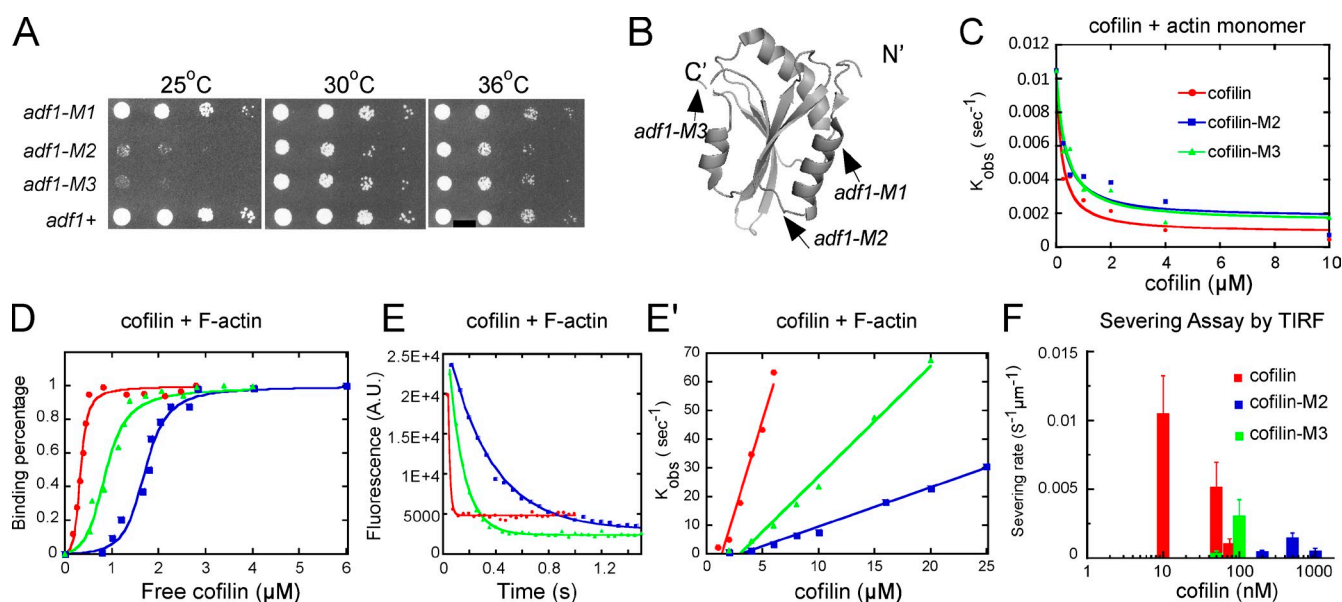 A
25°C 30°C 36°C
adf1-M1
adf1-M2
adf1-M3
adf1+
B
N'
C'
adf1-M3
adf1-M1
adf1-M2
C
cofilin + actin monomer
0.012
0.01
0.008
0.006
0.004
0.002
0
K obs ( sec⁻¹)
cofilin
cofilin-M2
cofilin-M3
0 2 4 6 8 10
cofilin (µM)
D
cofilin + F-actin
1
0.8
0.6
0.4
0.2
0
Binding percentage
0 1 2 3 4 5 6
Free cofilin (µM)
E
cofilin + F-actin
2.5E+4
2E+4
1E+4
1E+4
5000
0
Fluorescence (A.U.)
0 0.4 0.8 1.2
Time (s)
E'
cofilin + F-actin
70
60
50
40
30
20
10
0
K obs ( sec⁻¹)
0 5 10 15 20 25
cofilin (µM)
F
Severing Assay by TIRF
0.015
0.01
0.005
0
Severing rate (S⁻¹µm⁻¹)
cofilin
cofilin-M2
cofilin-M3
1 10 100 1000
cofilin (nM)